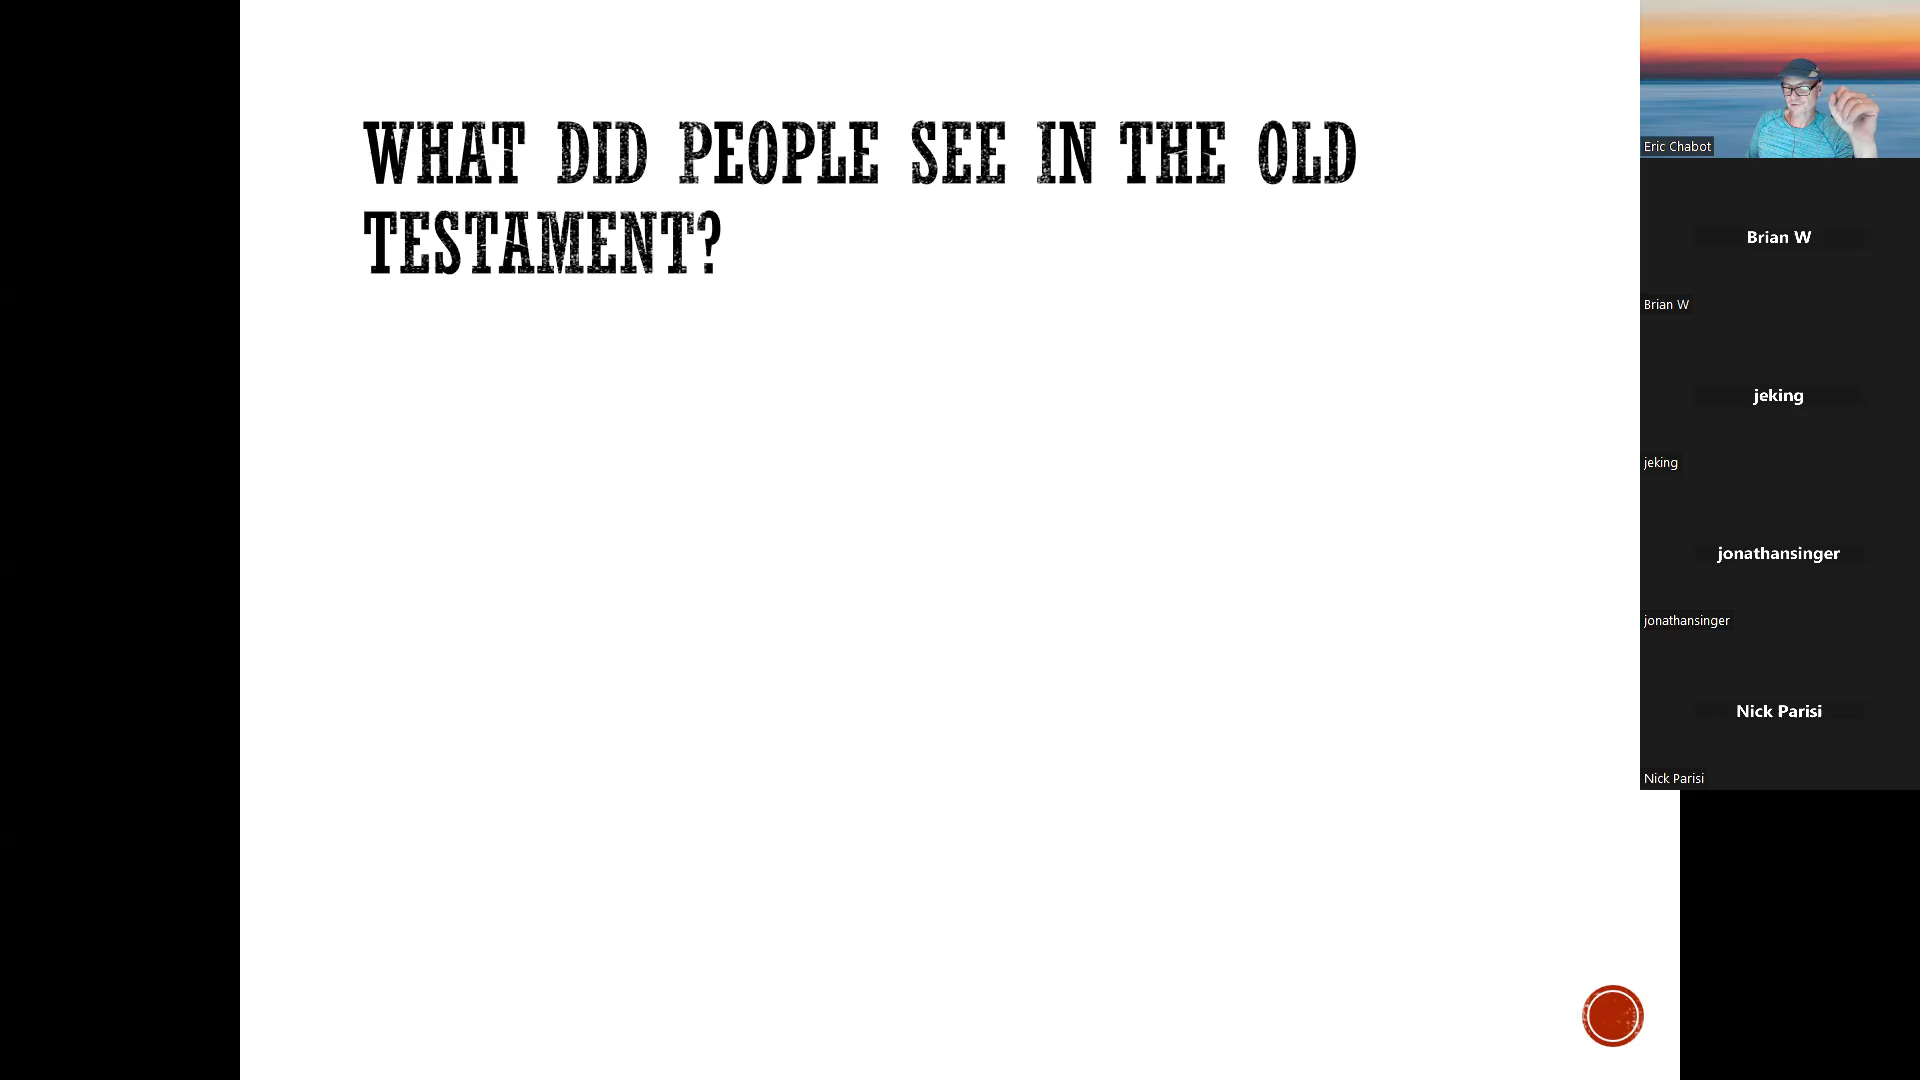 WHAT DID PEOPLE SEE IN THE OLD
TESTAMENT?
Eric Chabot
Brian W
Brian W
jeking
jeking
jonathansinger
jonathansinger
Nick Parisi
Nick Parisi